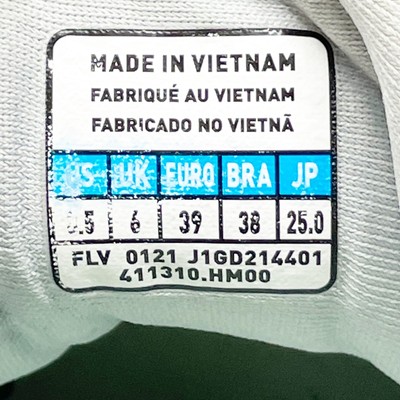 MADE IN VIETNAM
FABRIQUÉ AU VIETNAM
FABRICADO NO VIETNÃ
US UK EURO BRA JP
6 39 38 25.0
FLV 0121 J1GD214401
411310.HM00